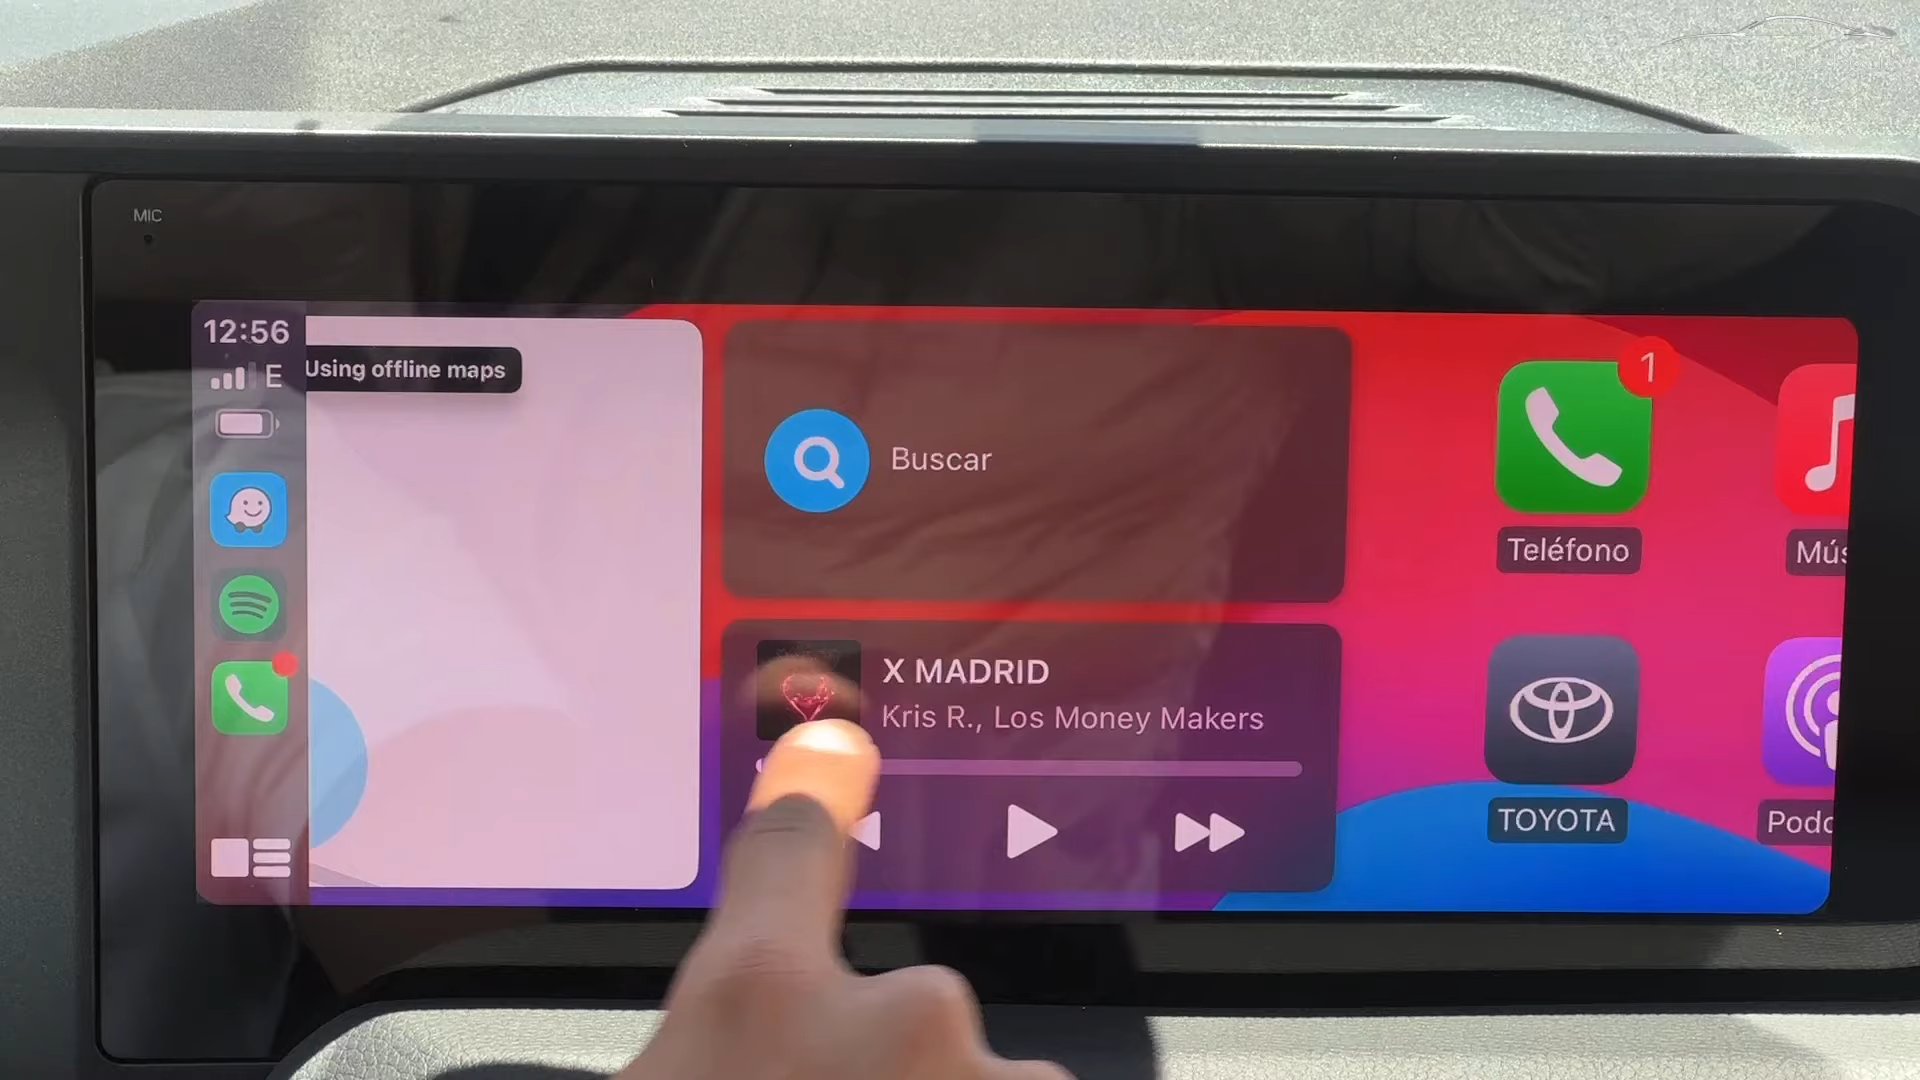 MIC
12:56
E
Using offline maps
Buscar
1
Teléfono
Mús
X MADRID
Kris R., Los Money Makers
TOYOTA
Podc